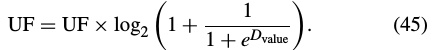 UF = UF × log₂ (1 + 1 / (1 + e^{D_value})). (45)